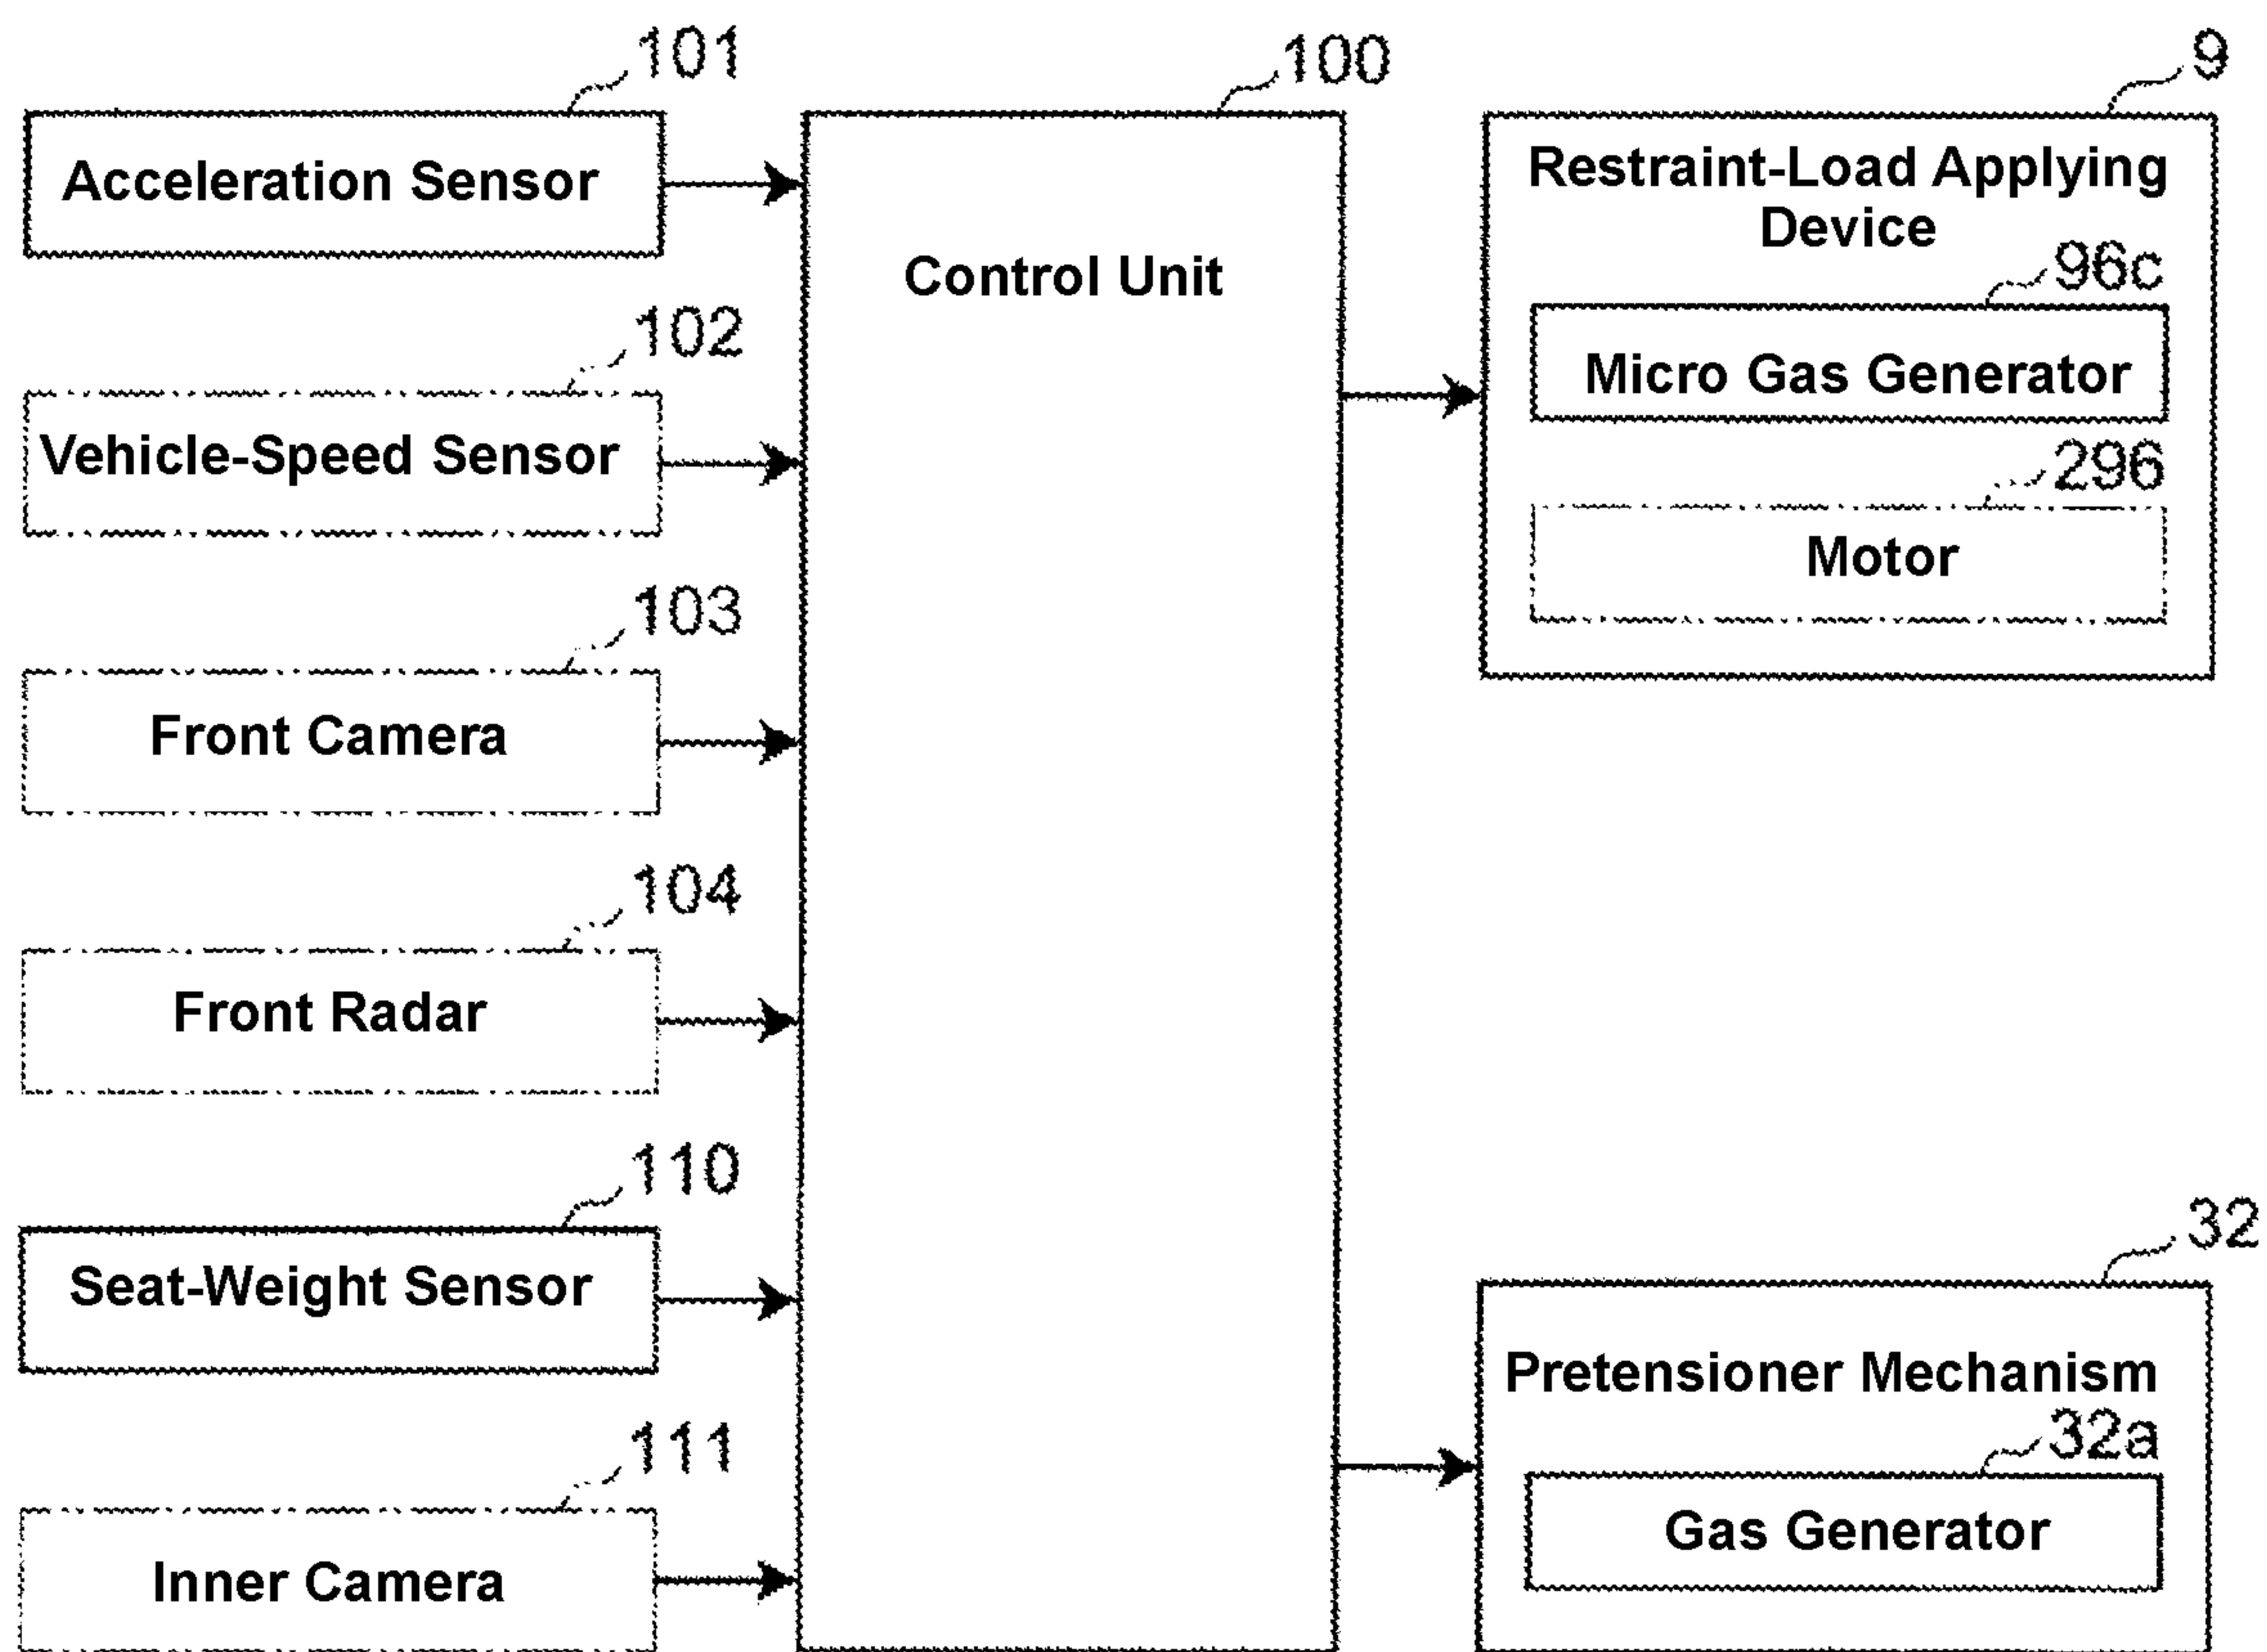 101
Acceleration Sensor
102
Vehicle-Speed Sensor
103
Front Camera
104
Front Radar
110
Seat-Weight Sensor
111
Inner Camera
100
Control Unit
9
Restraint-Load Applying
Device
96c
Micro Gas Generator
296
Motor
32
Pretensioner Mechanism
32a
Gas Generator